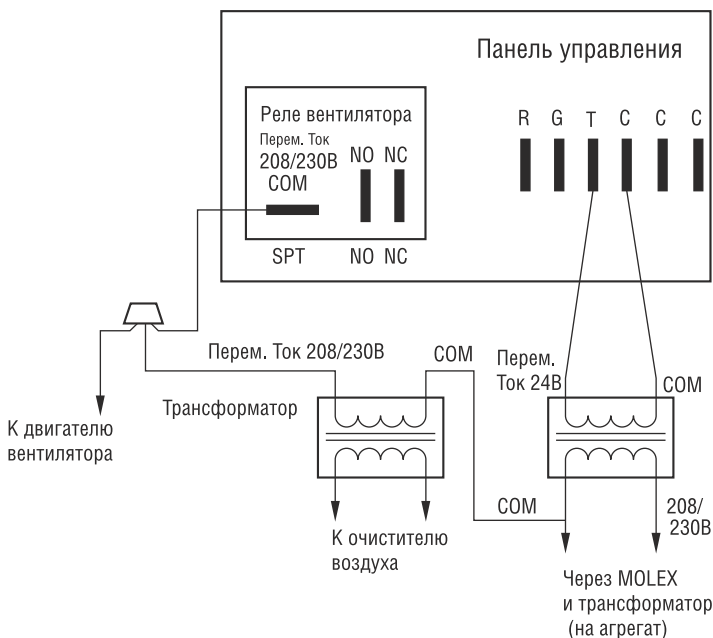 Панель управления
Реле вентилятора
Перем. Ток
208/230В
COM
NO NC
R G T C C C
SPT NO NC
Перем. Ток 208/230В
COM
Перем.
Ток 24В
COM
Трансформатор
К двигателю
вентилятора
COM
208/
230В
К очистителю
воздуха
Через MOLEX
и трансформатор
(на агрегат)